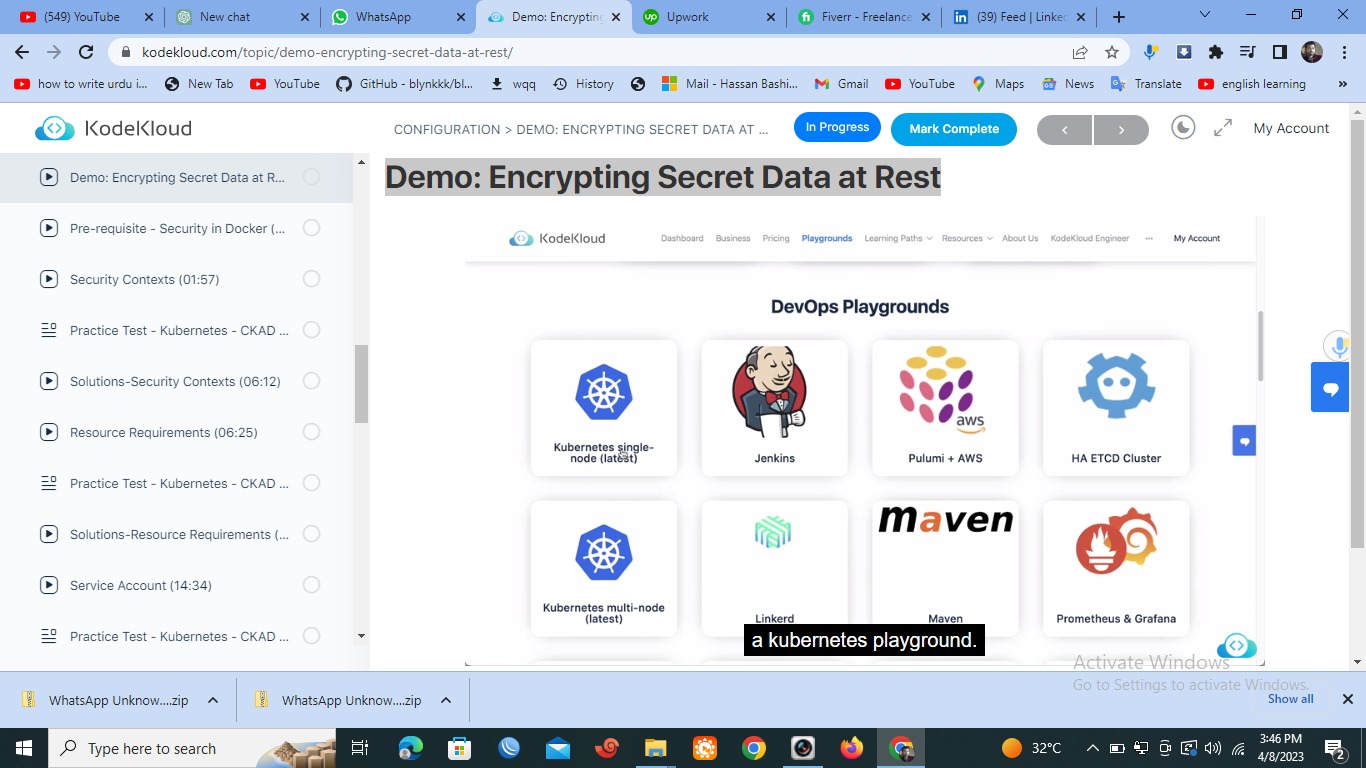 (549) YouTube
New chat
WhatsApp
Demo: Encrypting
Upwork
Fiverr - Freelance
(39) Feed | Linked
kodekloud.com/topic/demo-encrypting-secret-data-at-rest/
how to write urdu i...
New Tab
YouTube
GitHub - blynkkk/bl...
wqq
History
Mail - Hassan Bashi...
Gmail
YouTube
Maps
News
Translate
english learning
»
KodeKloud
CONFIGURATION > DEMO: ENCRYPTING SECRET DATA AT ...
In Progress
Mark Complete
My Account
Demo: Encrypting Secret Data at R...
Pre-requisite - Security in Docker (...
Security Contexts (01:57)
Practice Test - Kubernetes - CKAD ...
Solutions-Security Contexts (06:12)
Resource Requirements (06:25)
Practice Test - Kubernetes - CKAD ...
Solutions-Resource Requirements (...
Service Account (14:34)
Practice Test - Kubernetes - CKAD ...
Demo: Encrypting Secret Data at Rest
KodeKloud
Dashboard
Business
Pricing
Playgrounds
Learning Paths
Resources
About Us
KodeKloud Engineer
...
My Account
DevOps Playgrounds
Kubernetes single-
node (latest)
Jenkins
aws
Pulumi + AWS
HA ETCD Cluster
Kubernetes multi-node
(latest)
Linkerd
maven
Maven
Prometheus & Grafana
a kubernetes playground.
Activate Windows
Go to Settings to activate Windows.
WhatsApp Unknow....zip
WhatsApp Unknow....zip
Show all
Type here to search
32°C
3:46 PM
4/8/2023
2